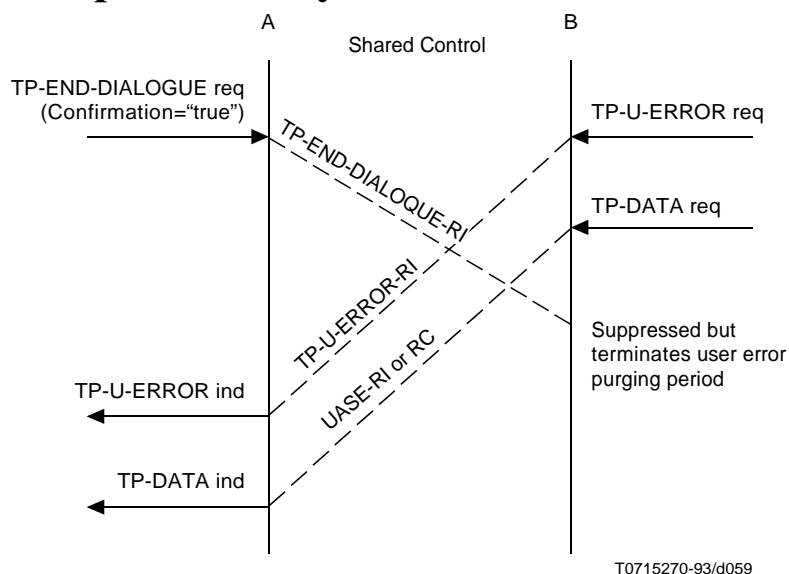 A
B
Shared Control
TP-END-DIALOGUE req
(Confirmation=“true”)
TP-U-ERROR req
TP-END-DIALOQUE-RI
TP-DATA req
TP-U-ERROR-RI
UASE-RI or RC
Suppressed but
terminates user error
purging period
TP-U-ERROR ind
TP-DATA ind
T0715270-93/d059